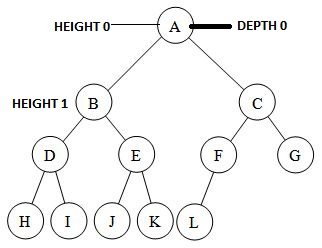 HEIGHT 0 A DEPTH 0
HEIGHT 1 B C
D E F G
H I J K L